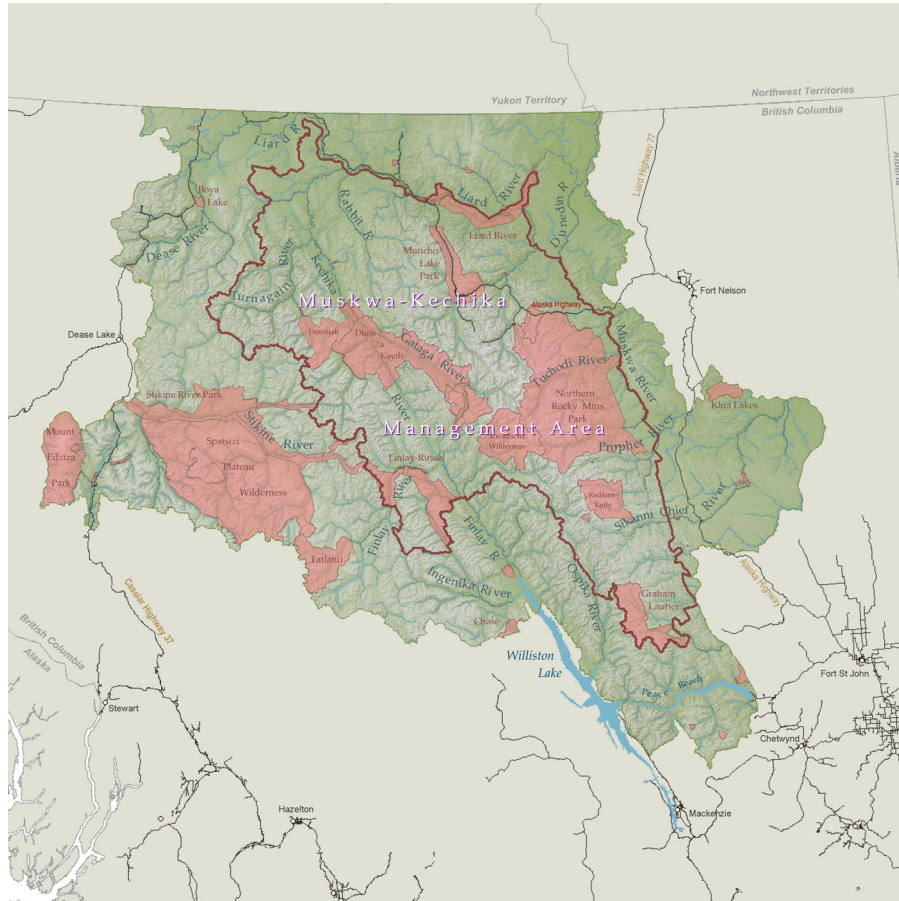 Yukon Territory
Northwest Territories
British Columbia
Alberta
Liard Highway 77
Liard R
Liard River
Dunedin R
Boya
Lake
Rabbit R
Liard River
Dease River
Muncho
Lake
Park
Turnagain River
Kechika
Fort Nelson
Muskwa-Kechika
Alaska Highway
Dease Lake
Denetiah
Dune
Za
Keyih
Gataga River
Muskwa River
Tuchodi River
Stikine River Park
Northern
Rocky Mtns
Park
Klua Lakes
River
Stikine River
Management Area
Mount
Edziza
Park
Spatsizi
Plateau
Wilderness
Kwadacha
Wilderness
Prophet River
Finlay-Russel
Redfern-
Keily
Sikanni Chief River
Finlay River
Finlay R
Tatlatui
Ingenika River
Ospika River
Alaska Highway
Graham
Laurier
Cassiar Highway 37
Chase
British Columbia
Alaska
Williston
Lake
Fort St John
Peace Reach
Stewart
Chetwynd
Hazelton
Mackenzie